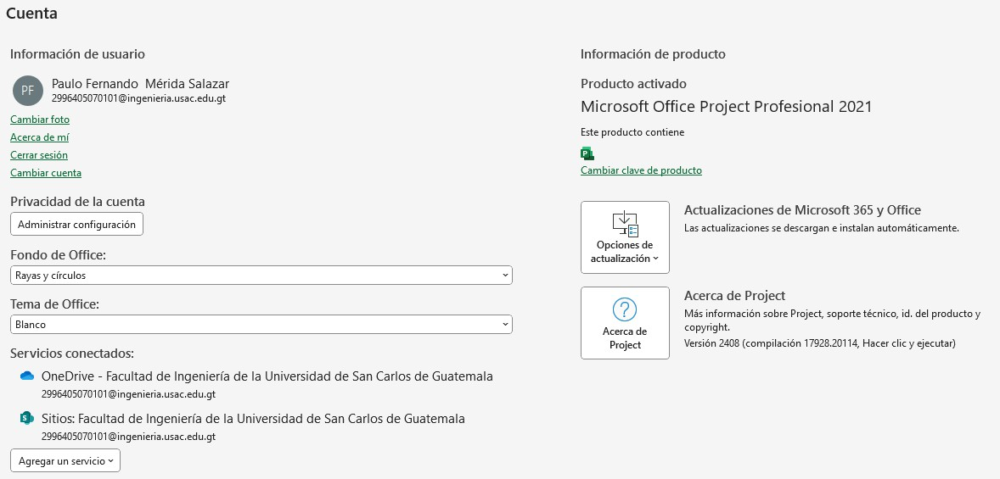 Cuenta
Información de usuario
PF
Paulo Fernando Mérida Salazar
2996405070101@ingenieria.usac.edu.gt
Cambiar foto
Acerca de mí
Cerrar sesión
Cambiar cuenta
Privacidad de la cuenta
Administrar configuración
Fondo de Office:
Rayas y círculos
Tema de Office:
Blanco
Servicios conectados:
OneDrive - Facultad de Ingeniería de la Universidad de San Carlos de Guatemala
2996405070101@ingenieria.usac.edu.gt
Sitios: Facultad de Ingeniería de la Universidad de San Carlos de Guatemala
2996405070101@ingenieria.usac.edu.gt
Agregar un servicio
Información de producto
Producto activado
Microsoft Office Project Profesional 2021
Este producto contiene
Cambiar clave de producto
Opciones de
actualización
Actualizaciones de Microsoft 365 y Office
Las actualizaciones se descargan e instalan automáticamente.
Acerca de
Project
Acerca de Project
Más información sobre Project, soporte técnico, id. del producto y
copyright.
Versión 2408 (compilación 17928.20114, Hacer clic y ejecutar)